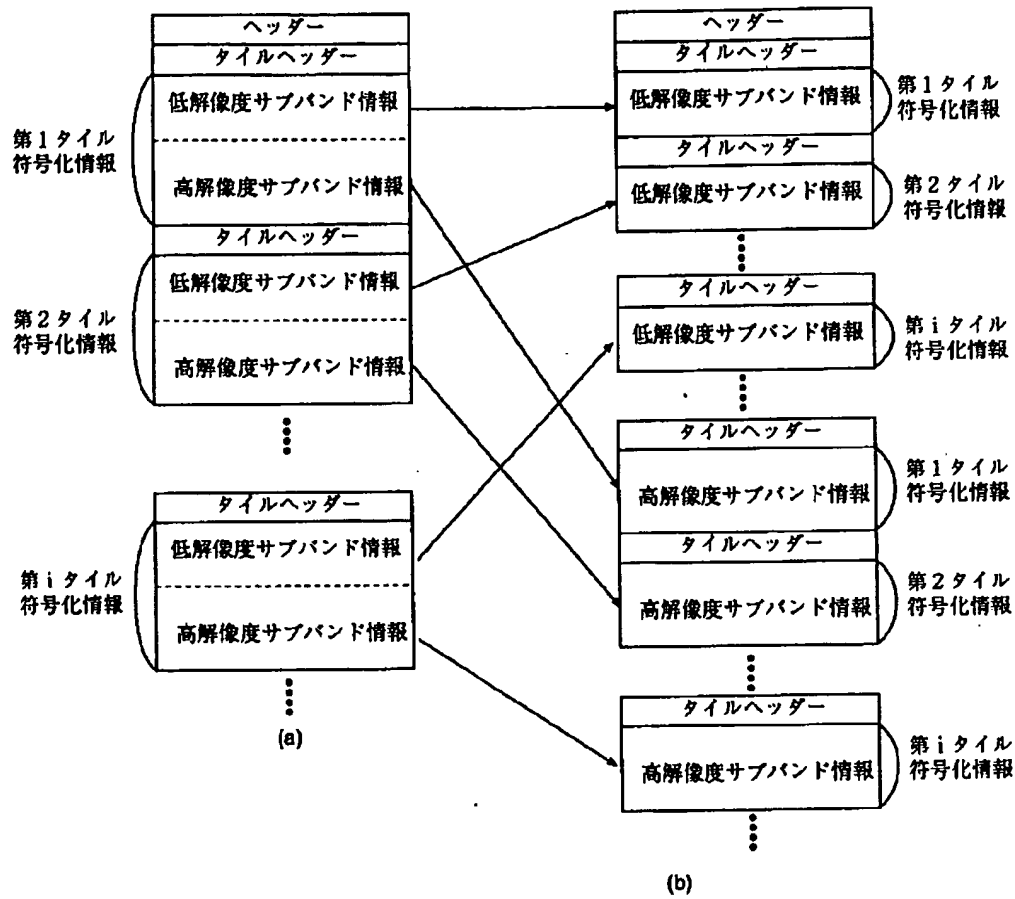 ヘッダー
タイルヘッダー
低解像度サブバンド情報
高解像度サブバンド情報
第1タイル
符号化情報
タイルヘッダー
低解像度サブバンド情報
高解像度サブバンド情報
第2タイル
符号化情報
タイルヘッダー
低解像度サブバンド情報
高解像度サブバンド情報
第iタイル
符号化情報
(a)
ヘッダー
タイルヘッダー
低解像度サブバンド情報
第1タイル
符号化情報
タイルヘッダー
低解像度サブバンド情報
第2タイル
符号化情報
タイルヘッダー
低解像度サブバンド情報
第iタイル
符号化情報
タイルヘッダー
高解像度サブバンド情報
第1タイル
符号化情報
タイルヘッダー
高解像度サブバンド情報
第2タイル
符号化情報
タイルヘッダー
高解像度サブバンド情報
第iタイル
符号化情報
(b)